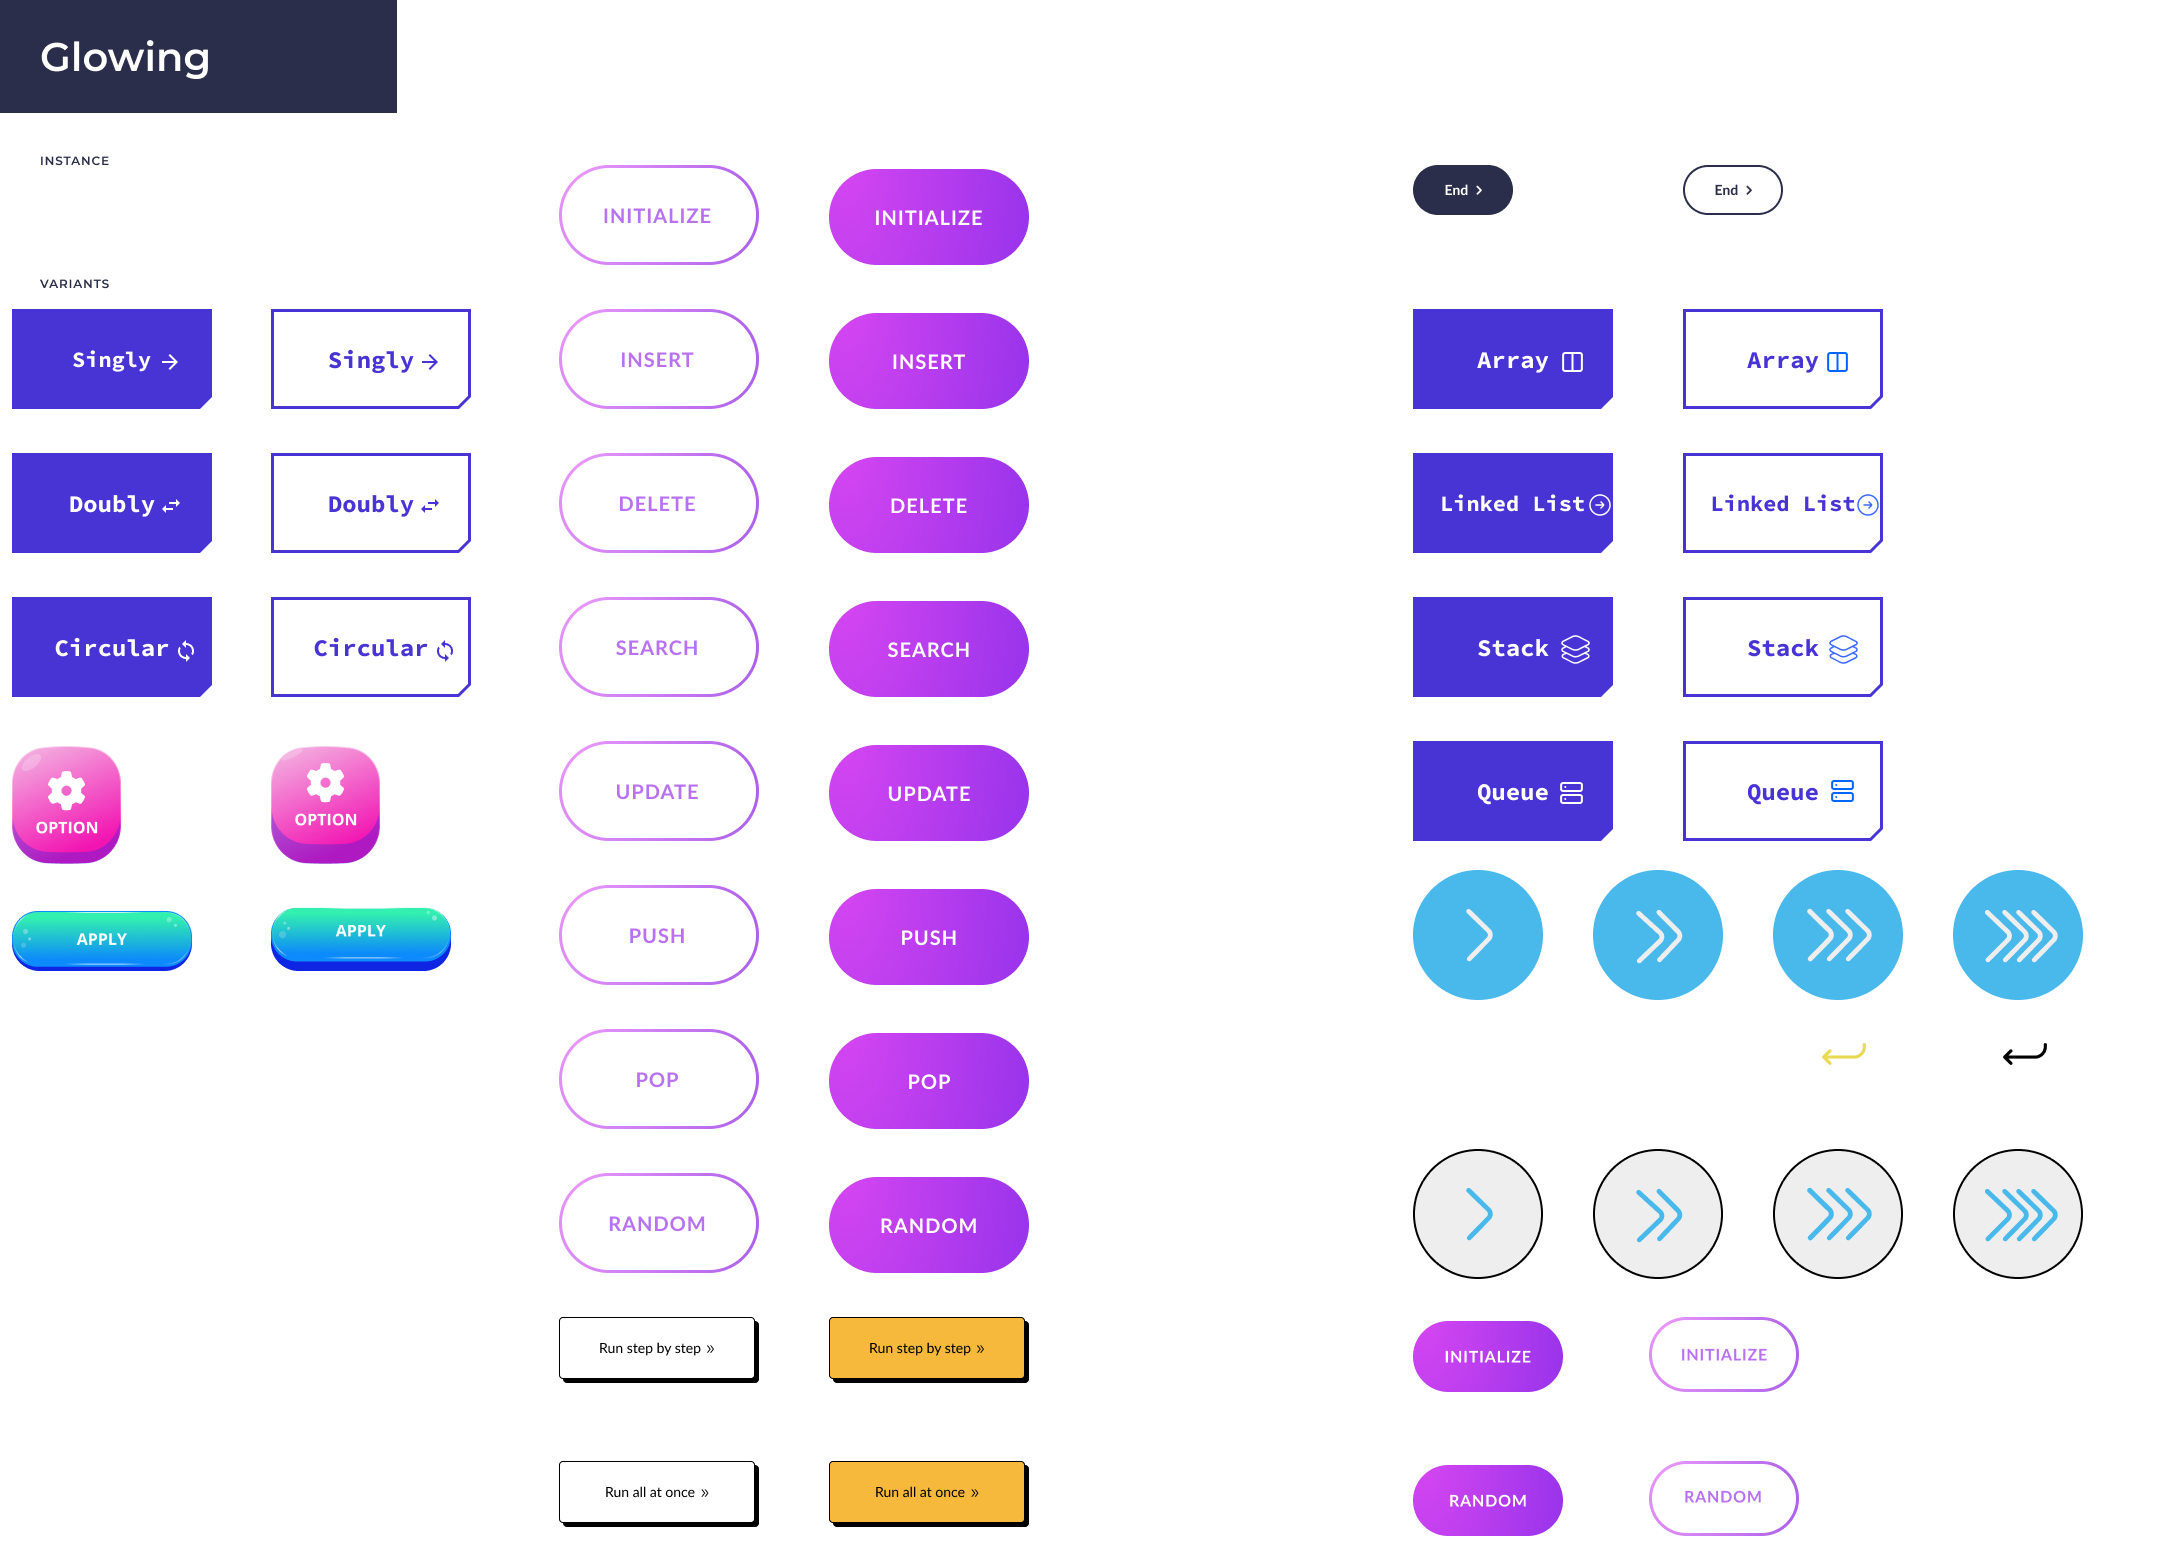 Glowing
INSTANCE
VARIANTS
Singly
Singly
Doubly
Doubly
Circular
Circular
OPTION
OPTION
APPLY
APPLY
INITIALIZE
INITIALIZE
INSERT
INSERT
DELETE
DELETE
SEARCH
SEARCH
UPDATE
UPDATE
PUSH
PUSH
POP
POP
RANDOM
RANDOM
Run step by step »
Run step by step »
Run all at once »
Run all at once »
End
End
Array
Array
Linked List
Linked List
Stack
Stack
Queue
Queue
INITIALIZE
INITIALIZE
RANDOM
RANDOM